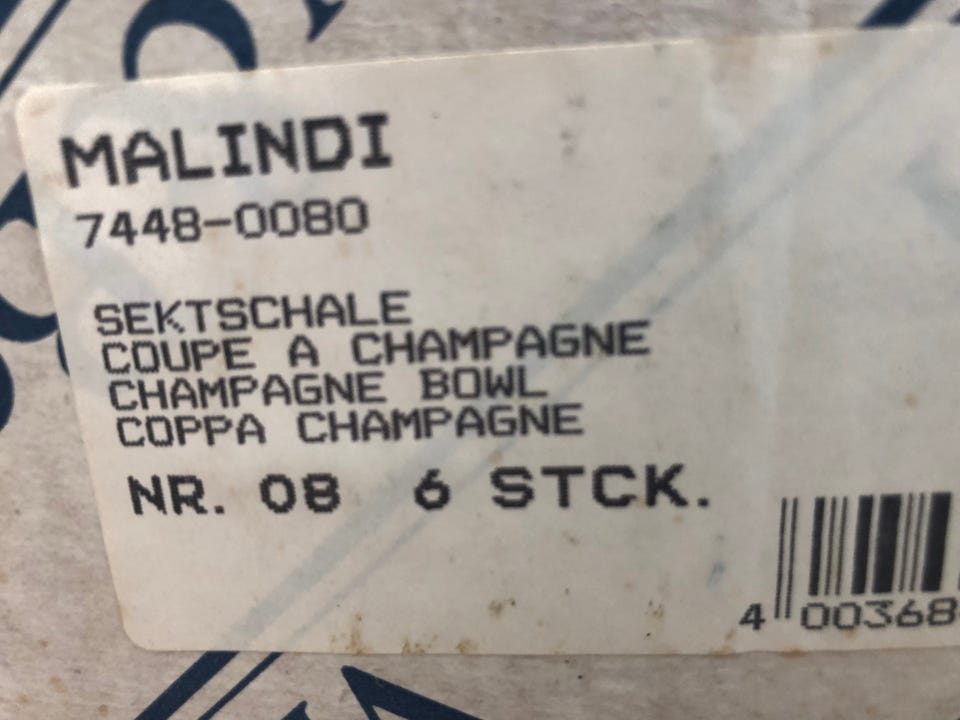 MALINDI
7448-0080
SEKTSCHALE
COUPE A CHAMPAGNE
CHAMPAGNE BOWL
COPPA CHAMPAGNE
NR. 08 6 STCK.
4 00368